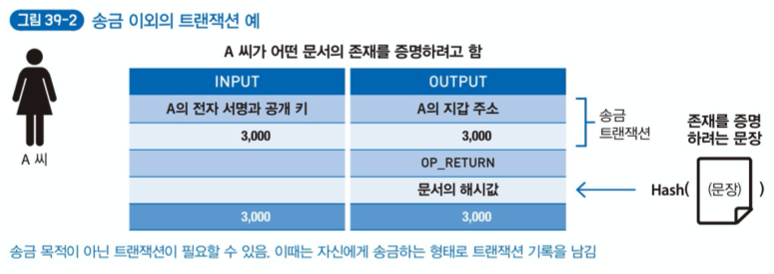 그림 39-2 송금 이외의 트랜잭션 예
A 씨가 어떤 문서의 존재를 증명하려고 함
INPUT OUTPUT
A의 전자 서명과 공개 키 A의 지갑 주소
3,000 3,000
OP_RETURN
문서의 해시값
3,000 3,000
A 씨
송금
트랜잭션
존재를 증명
하려는 문장
Hash( (문장) )
송금 목적이 아닌 트랜잭션이 필요할 수 있음. 이때는 자신에게 송금하는 형태로 트랜잭션 기록을 남김